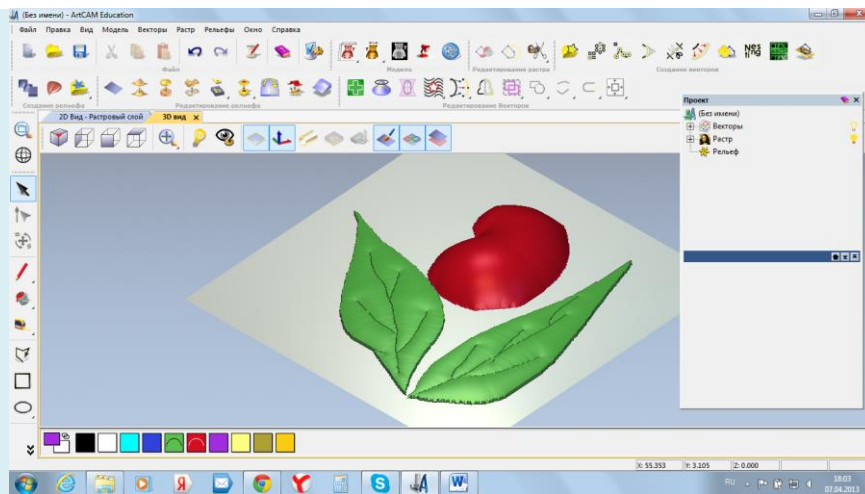 (Без имени) - ArtCAM Education
Файл Правка Вид Модель Векторы Растр Рельефы Окно Справка
Файл Модель Редактирование растра Создание векторов
Создание рельефа Редактирование рельефа Редактирование Векторов
2D Вид - Растровый слой 3D вид
Проект
(Без имени)
Векторы
Растр
Рельеф
X: 55.353 Y: 3.105 Z: 0.000
RU 18:03
07.04.2013